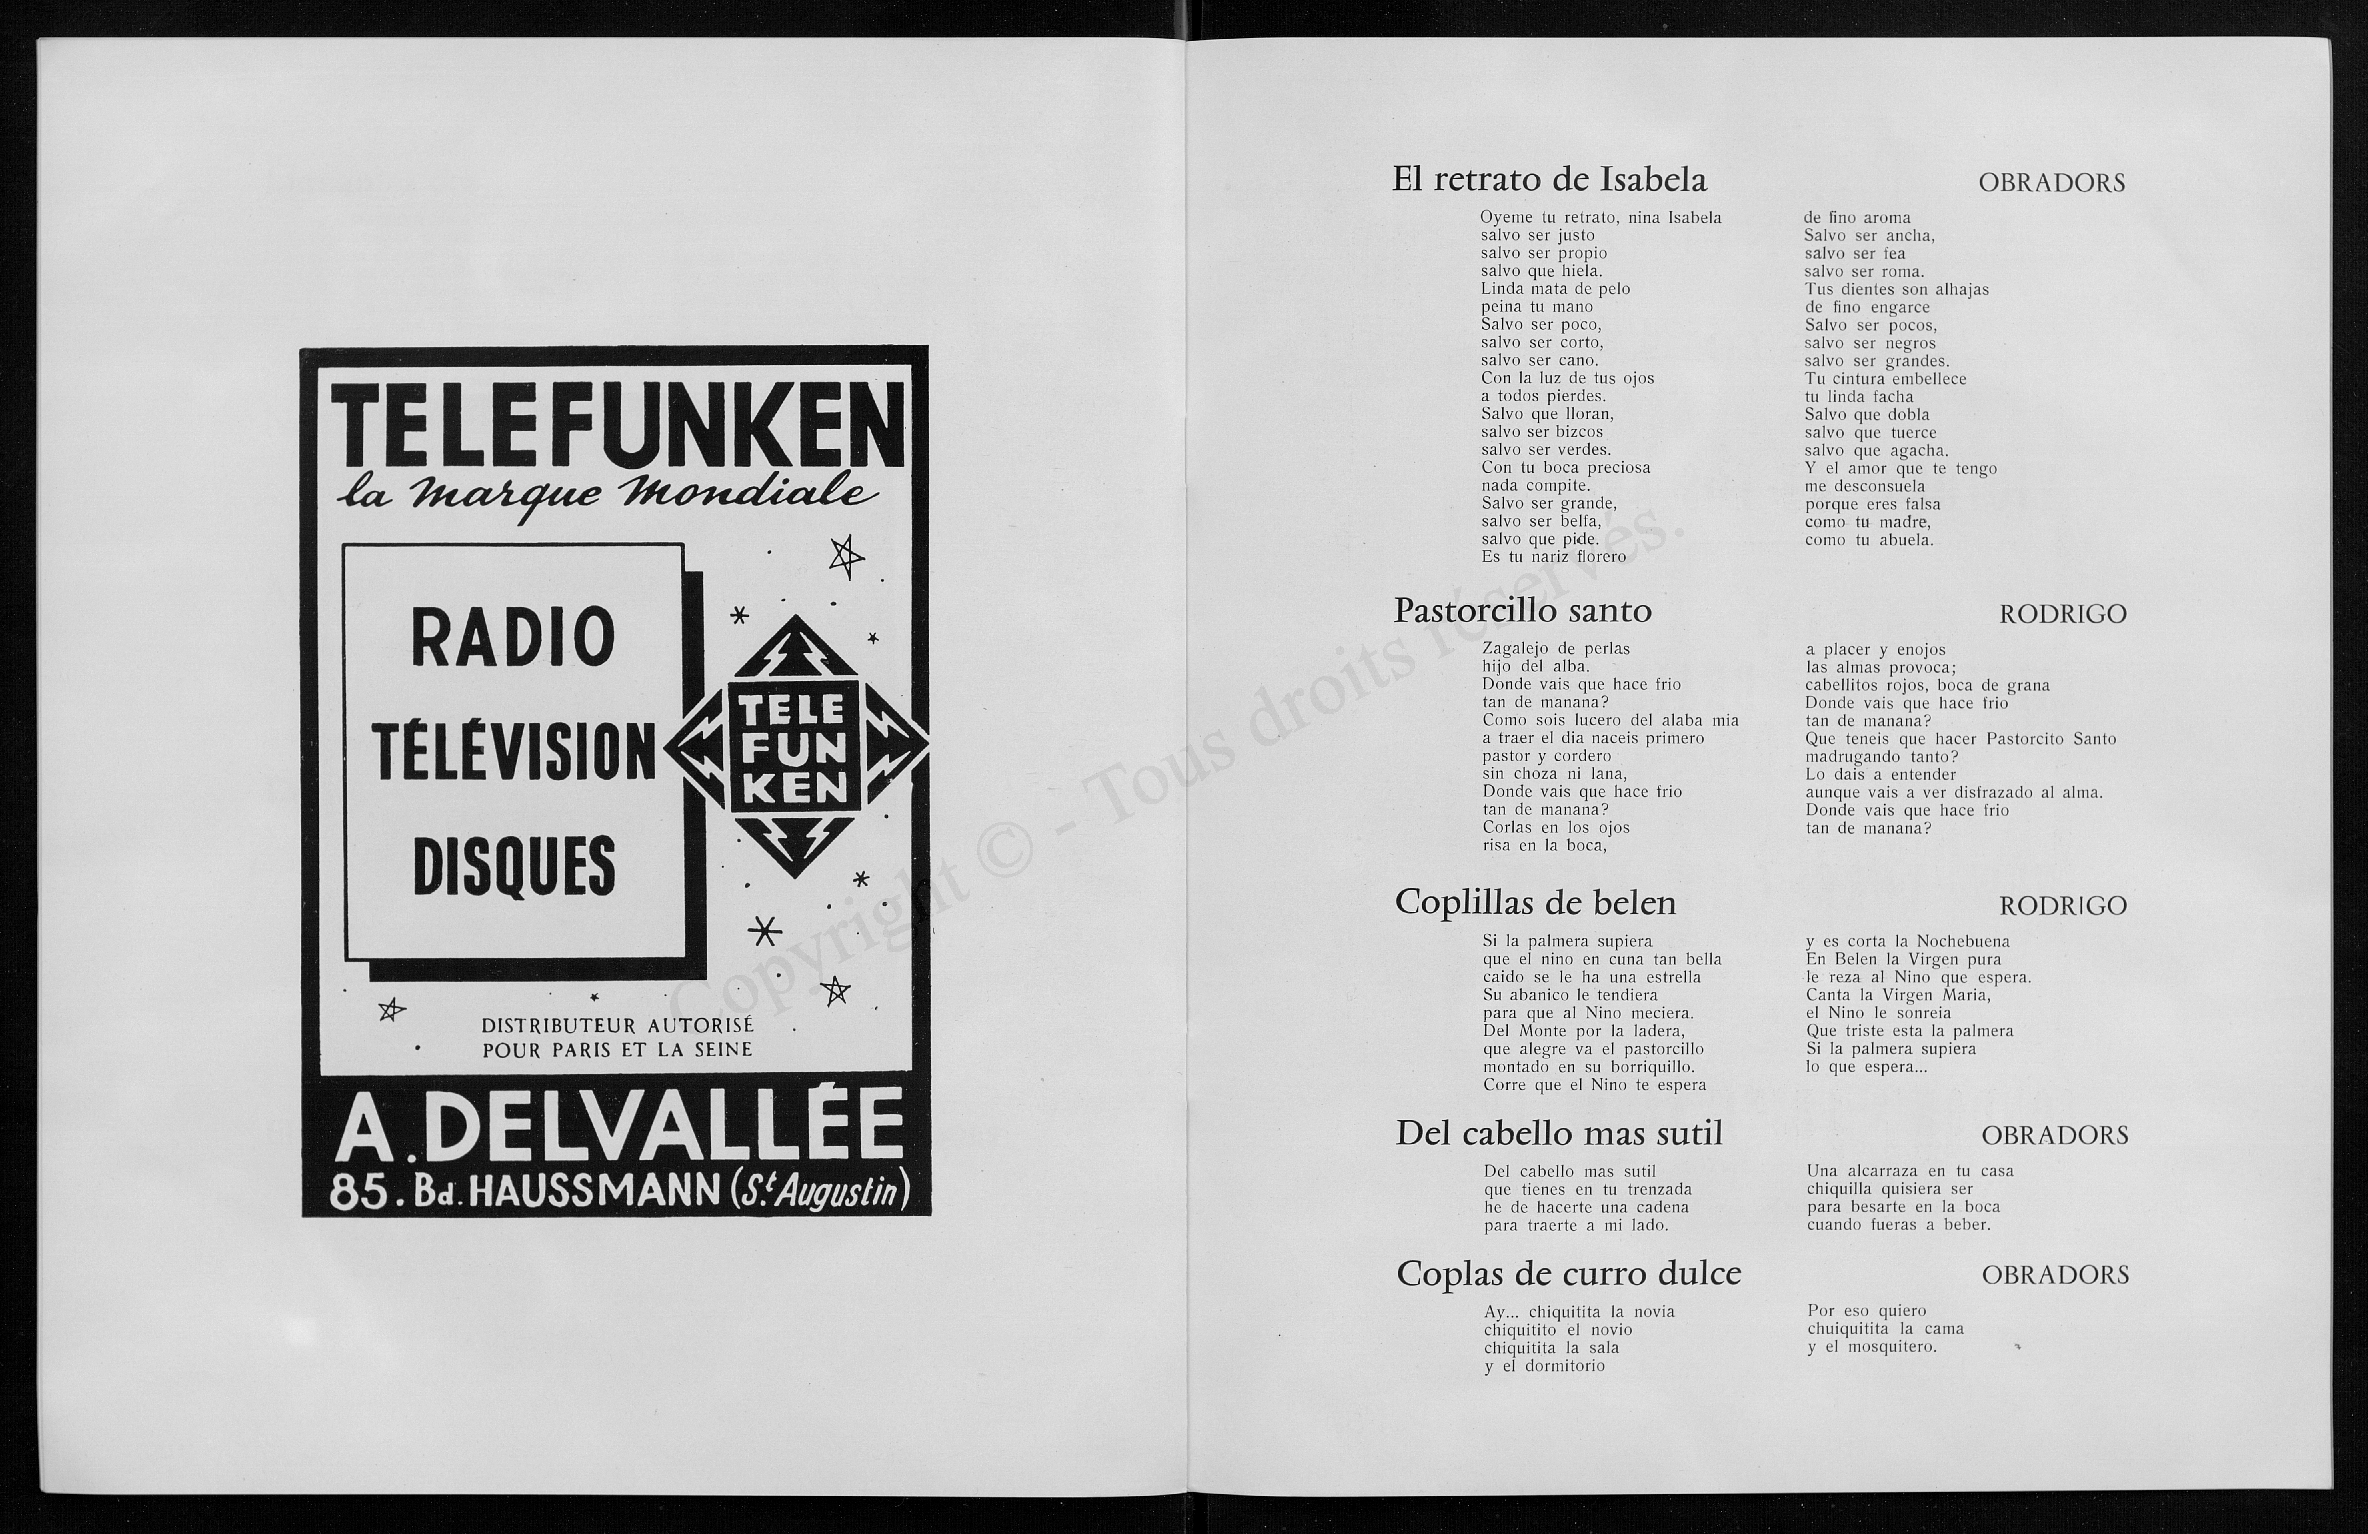 TELEFUNKEN
la marque mondiale
RADIO
TÉLÉVISION
DISQUES
TELE
FUN
KEN
DISTRIBUTEUR AUTORISÉ
POUR PARIS ET LA SEINE
A. DELVALLÉE
85. Bd. HAUSSMANN (St. Augustin)
El retrato de Isabela OBRADORS
Oyeme tu retrato, nina Isabela
salvo ser justo
salvo ser propio
salvo que hiela.
Linda mata de pelo
peina tu mano
Salvo ser poco,
salvo ser corto,
salvo ser cano.
Con la luz de tus ojos
a todos pierdes.
Salvo que lloran,
salvo ser bizcos
salvo ser verdes.
Con tu boca preciosa
nada compite.
Salvo ser grande,
salvo ser belfa,
salvo que pide.
Es tu nariz florero
de fino aroma
Salvo ser ancha,
salvo ser fea
salvo ser roma.
Tus dientes son alhajas
de fino engarce
Salvo ser pocos,
salvo ser negros
salvo ser grandes.
Tu cintura embellece
tu linda facha
Salvo que dobla
salvo que tuerce
salvo que agacha.
Y el amor que te tengo
me desconsuela
porque eres falsa
como tu madre,
como tu abuela.
Pastorcillo santo RODRIGO
Zagalejo de perlas
hijo del alba.
Donde vais que hace frio
tan de manana?
Como sois lucero del alaba mia
a traer el dia naceis primero
pastor y cordero
sin choza ni lana,
Donde vais que hace frio
tan de manana?
Corlas en los ojos
risa en la boca,
a placer y enojos
las almas provoca;
cabellitos rojos, boca de grana
Donde vais que hace frio
tan de manana?
Que teneis que hacer Pastorcito Santo
madrugando tanto?
Lo dais a entender
aunque vais a ver disfrazado al alma.
Donde vais que hace frio
tan de manana?
Coplillas de belen RODRIGO
Si la palmera supiera
que el nino en cuna tan bella
caido se le ha una estrella
Su abanico le tendiera
para que al Nino meciera.
Del Monte por la ladera,
que alegre va el pastorcillo
montado en su borriquillo.
Corre que el Nino te espera
y es corta la Nochebuena
En Belen la Virgen pura
le reza al Nino que espera.
Canta la Virgen Maria,
el Nino le sonreia
Que triste esta la palmera
Si la palmera supiera
lo que espera...
Del cabello mas sutil OBRADORS
Del cabello mas sutil
que tienes en tu trenzada
he de hacerte una cadena
para traerte a mi lado.
Una alcarraza en tu casa
chiquilla quisiera ser
para besarte en la boca
cuando fueras a beber.
Coplas de curro dulce OBRADORS
Ay... chiquitita la novia
chiquitito el novio
chiquitita la sala
y el dormitorio
Por eso quiero
chuiquitita la cama
y el mosquitero.
Copyright © - Tous droits réservés.